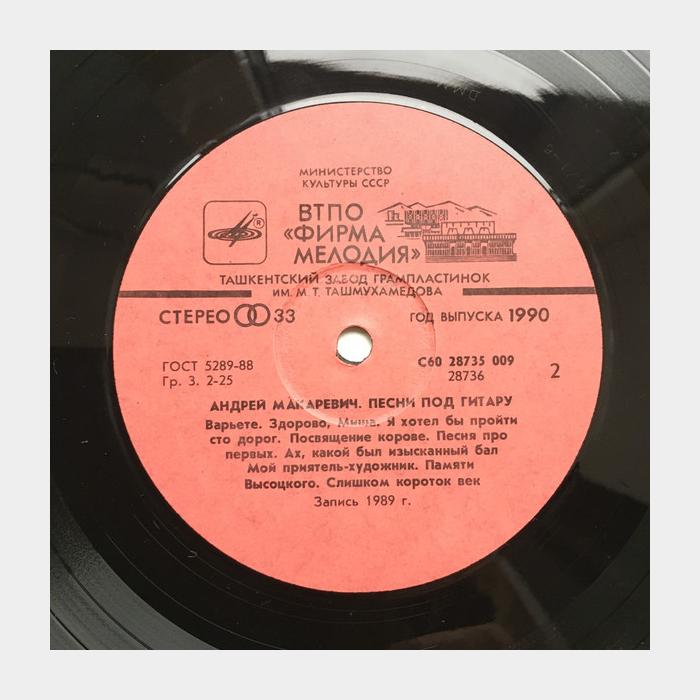 МИНИСТЕРСТВО
КУЛЬТУРЫ СССР
ВТПО
«ФИРМА
МЕЛОДИЯ»
ТАШКЕНТСКИЙ ЗАВОД ГРАМПЛАСТИНОК
ИМ. М. Т. ТАШМУХАМЕДОВА
СТЕРЕО 33
ГОД ВЫПУСКА 1990
ГОСТ 5289-88
Гр. 3. 2-25
С60 28735 009
28736
2
АНДРЕЙ МАКАРЕВИЧ. ПЕСНИ ПОД ГИТАРУ
Варьете. Здорово, Миша. Я хотел бы пройти
сто дорог. Посвящение корове. Песня про
первых. Ах, какой был изысканный бал
Мой приятель-художник. Памяти
Высоцкого. Слишком короток век
Запись 1989 г.